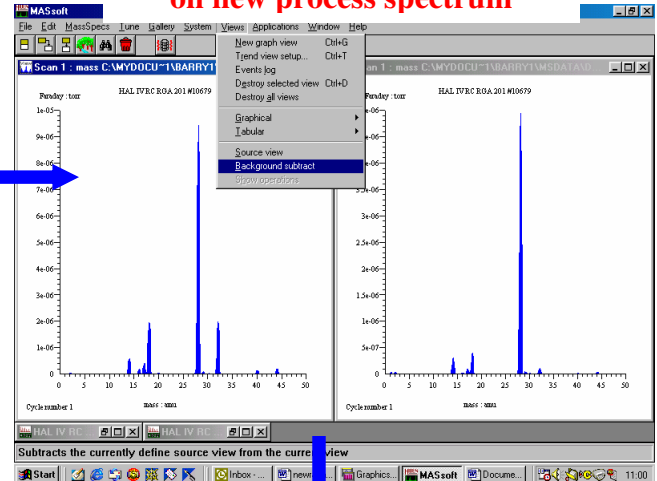 on new process spectrum
MASsoft
File Edit MassSpecs Tune Gallery System Views Applications Window Help
New graph view Ctrl+G
Trend view setup... Ctrl+T
Events log
Destroy selected view Ctrl+D
Destroy all views
Graphical
Tabular
Source view
Background subtract
Show operations
Scan 1 : mass C:\MYDOCU~1\BARRY1
Faraday : torr
HAL IV RC RGA 201 #10679
1e-05
9e-06
8e-06
7e-06
6e-06
5e-06
4e-06
3e-06
2e-06
1e-06
0
0 5 10 15 20 25 30 35 40 45 50
Cycle number 1
mass : amu
an 1 : mass C:\MYDOCU~1\BARRY1\MSDATA\D
Faraday : torr
HAL IV RC RGA 201 #10679
3e-06
2.5e-06
2e-06
1.5e-06
1e-06
5e-07
0
0 5 10 15 20 25 30 35 40 45 50
Cycle number 1
mass : amu
HAL IV RC
HAL IV RC
Subtracts the currently define source view from the current view
Start
Inbox - ...
Graphics...
MASsoft
Docume...
11:00